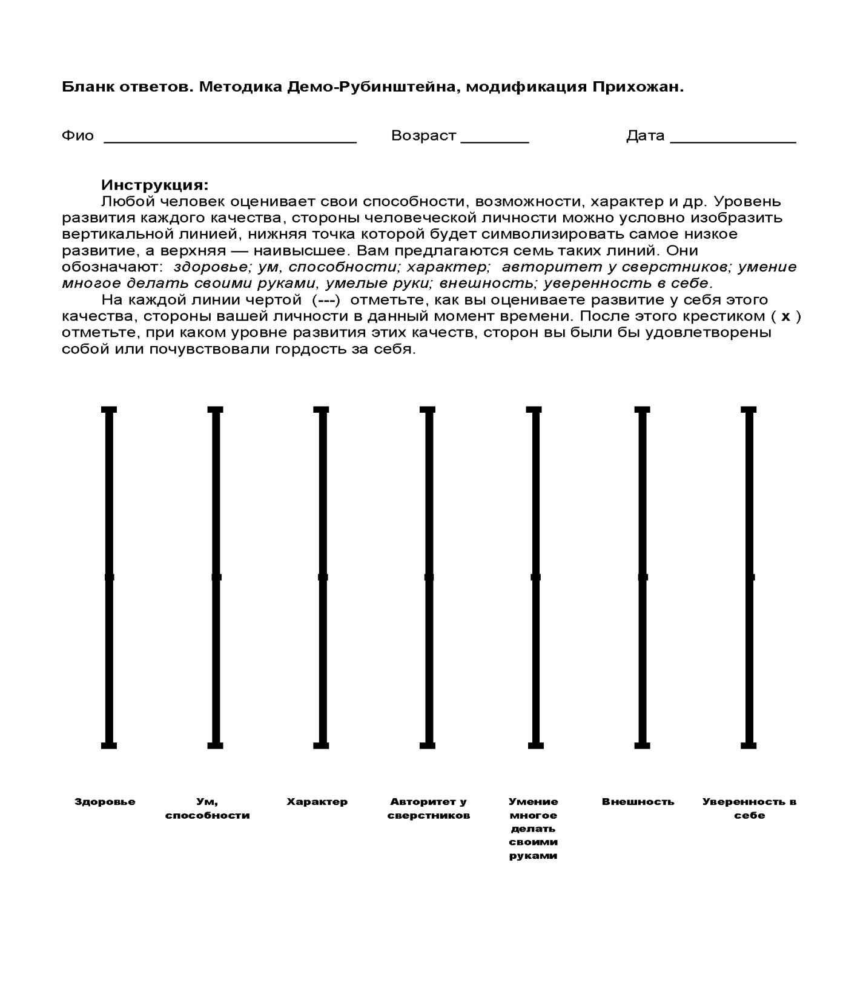 Бланк ответов. Методика Демо-Рубинштейна, модификация Прихожан.
Фио ________________ Возраст ________ Дата ________________
Инструкция:
Любой человек оценивает свои способности, возможности, характер и др. Уровень
развития каждого качества, стороны человеческой личности можно условно изобразить
вертикальной линией, нижняя точка которой будет символизировать самое низкое
развитие, а верхняя — наивысшее. Вам предлагаются семь таких линий. Они
обозначают: здоровье; ум, способности; характер; авторитет у сверстников; умение
многое делать своими руками, умелые руки; внешность; уверенность в себе.
На каждой линии чертой (---) отметьте, как вы оцениваете развитие у себя этого
качества, стороны вашей личности в данный момент времени. После этого крестиком ( х )
отметьте, при каком уровне развития этих качеств, сторон вы были бы удовлетворены
собой или почувствовали гордость за себя.
Здоровье
Ум,
способности
Характер
Авторитет у
сверстников
Умение
многое
делать
своими
руками
Внешность
Уверенность в
себе